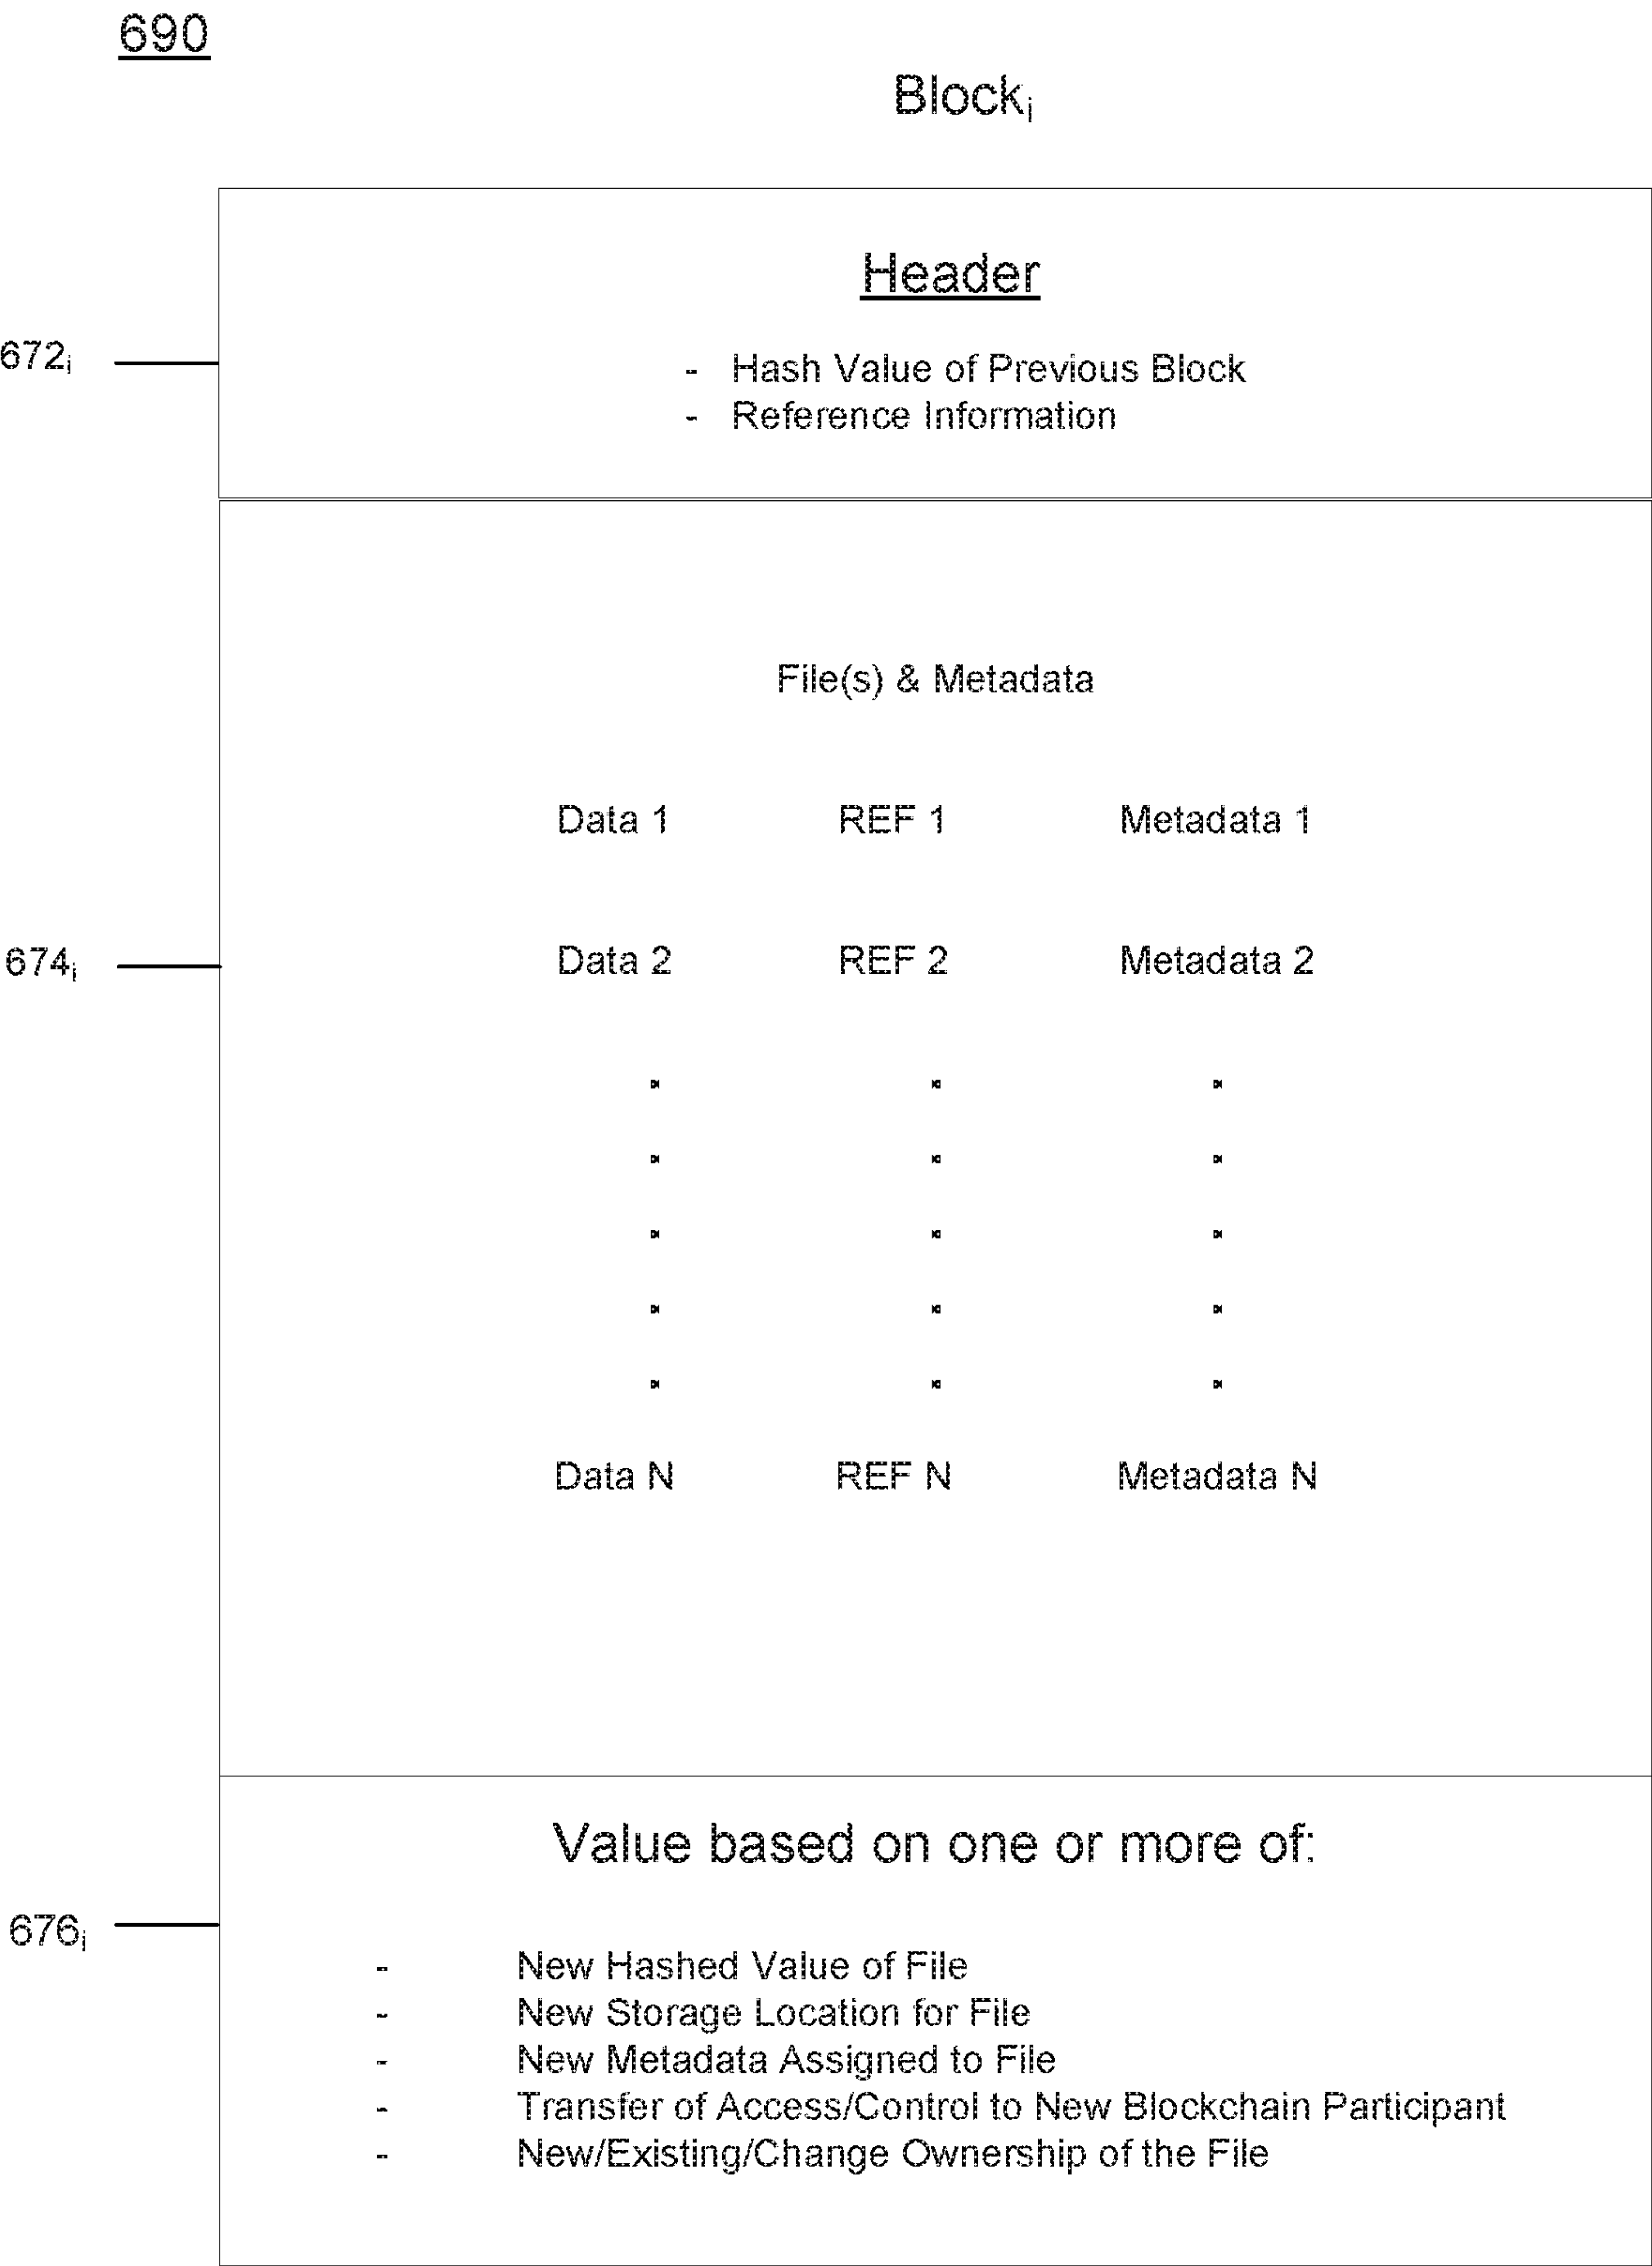 690
Blockᵢ
Header
672ᵢ
- Hash Value of Previous Block
- Reference Information
File(s) & Metadata
Data 1 REF 1 Metadata 1
674ᵢ Data 2 REF 2 Metadata 2
Data N REF N Metadata N
Value based on one or more of:
676ᵢ
- New Hashed Value of File
- New Storage Location for File
- New Metadata Assigned to File
- Transfer of Access/Control to New Blockchain Participant
- New/Existing/Change Ownership of the File